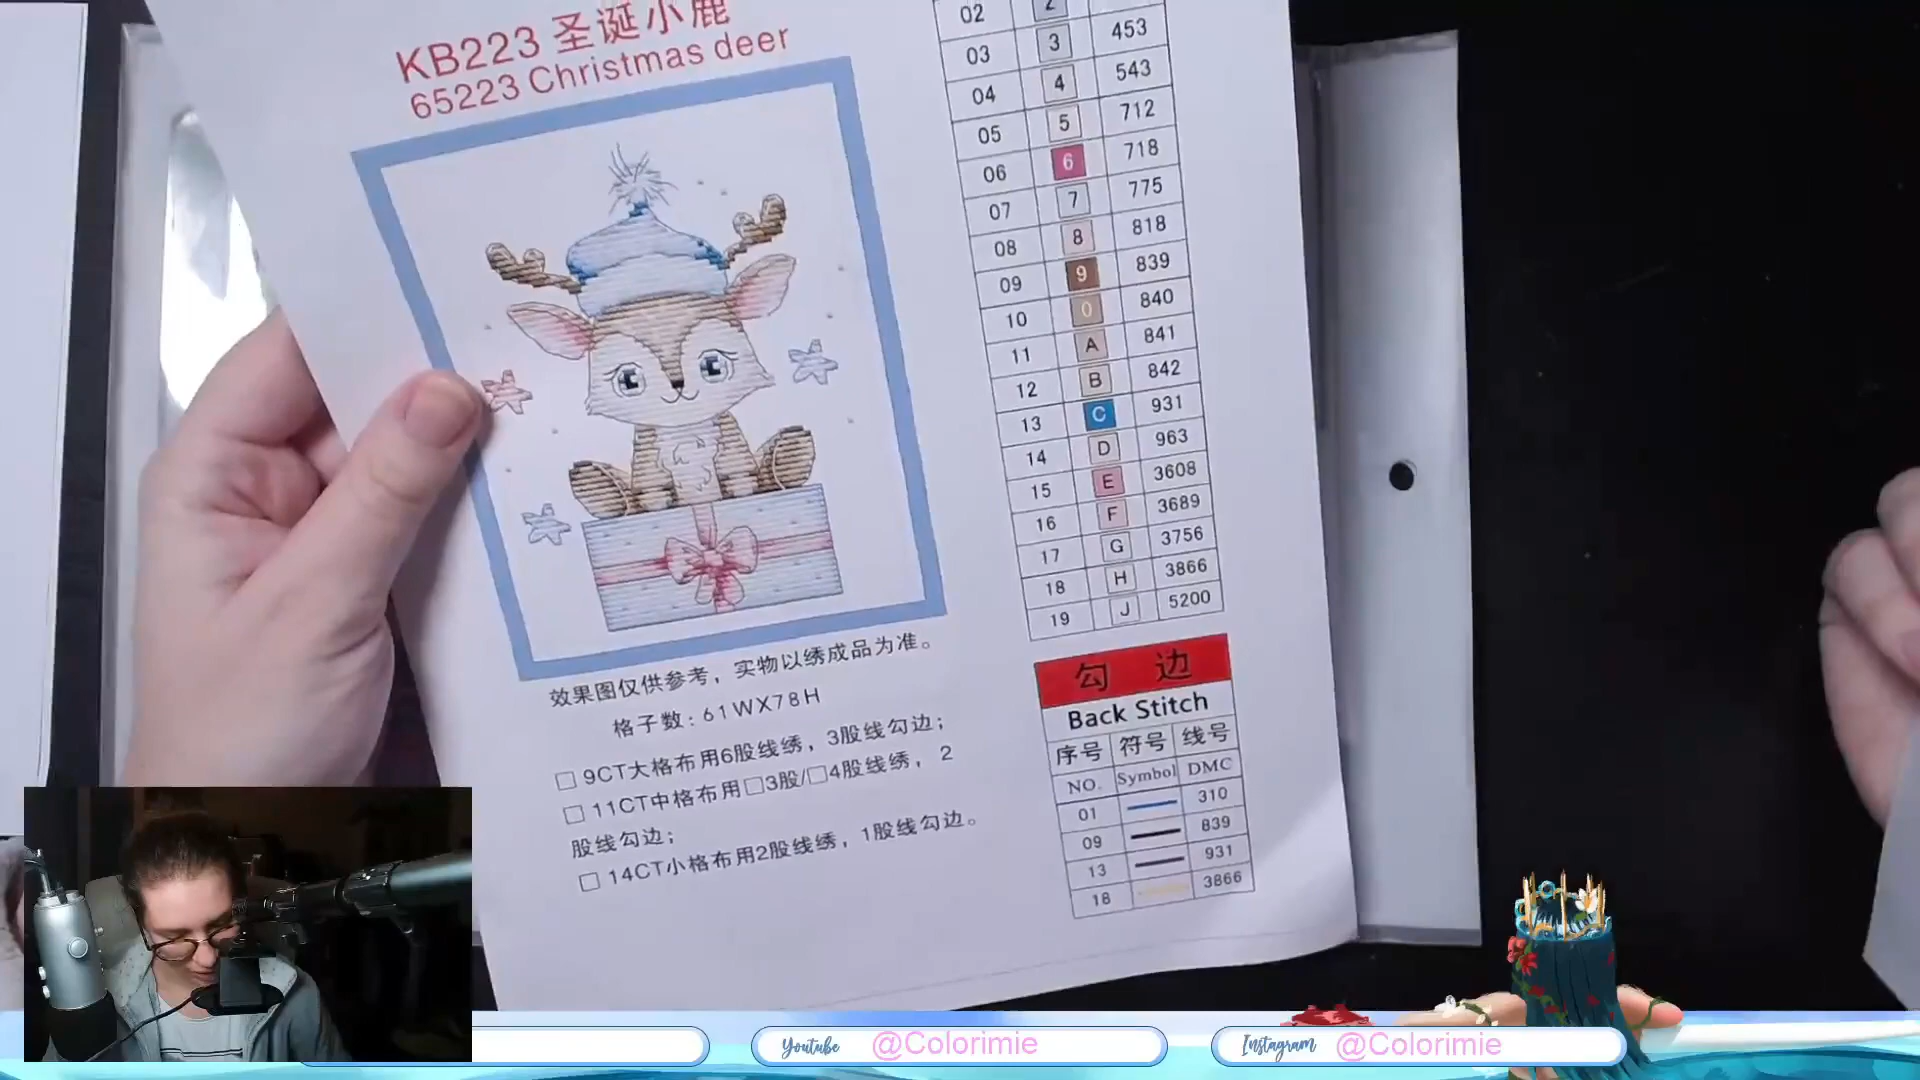 KB223 圣诞小鹿
65223 Christmas deer
02 2
03 3 453
04 4 543
05 5 712
06 6 718
07 7 775
08 8 818
09 9 839
10 0 840
11 A 841
12 B 842
13 C 931
14 D 963
15 E 3608
16 F 3689
17 G 3756
18 H 3866
19 J 5200
效果图仅供参考，实物以绣成品为准。
格子数：61WX78H
□ 9CT大格布用6股线绣，3股线勾边；
□ 11CT中格布用□3股/□4股线绣，2
股线勾边；
□ 14CT小格布用2股线绣，1股线勾边。
勾 边
Back Stitch
序号 符号 线号
NO. Symbol DMC
01 310
09 839
13 931
18 3866
Youtube @Colorimie
Instagram @Colorimie